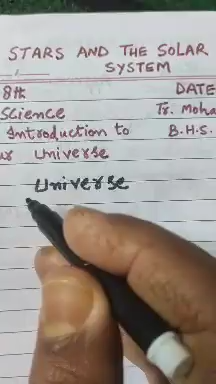 STARS AND THE SOLAR
SYSTEM
8th DATE
Science Tr. Moha
Introduction to B.H.S.
Universe
Universe